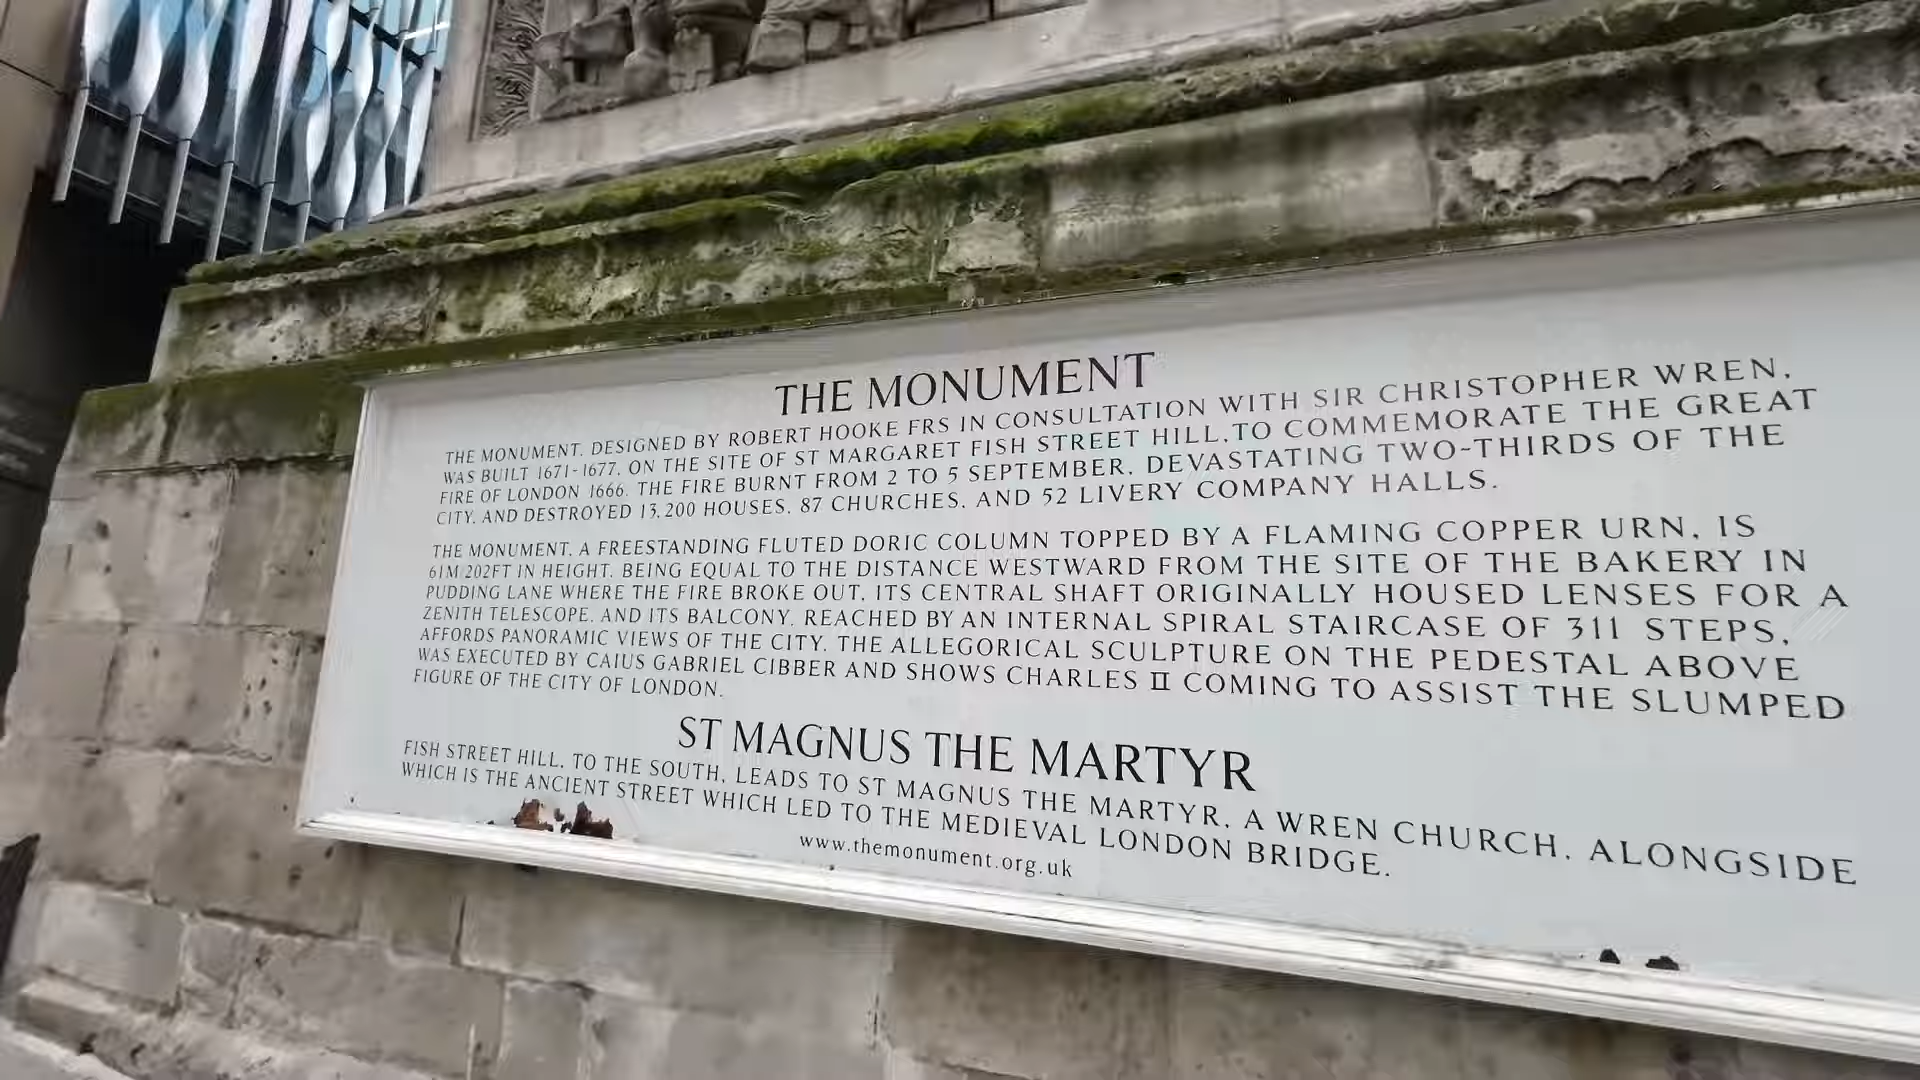 THE MONUMENT
THE MONUMENT, DESIGNED BY ROBERT HOOKE FRS IN CONSULTATION WITH SIR CHRISTOPHER WREN,
WAS BUILT 1671-1677, ON THE SITE OF ST MARGARET FISH STREET HILL, TO COMMEMORATE THE GREAT
FIRE OF LONDON 1666. THE FIRE BURNT FROM 2 TO 5 SEPTEMBER, DEVASTATING TWO-THIRDS OF THE
CITY, AND DESTROYED 13,200 HOUSES, 87 CHURCHES, AND 52 LIVERY COMPANY HALLS.
THE MONUMENT, A FREESTANDING FLUTED DORIC COLUMN TOPPED BY A FLAMING COPPER URN, IS
61M/202FT IN HEIGHT, BEING EQUAL TO THE DISTANCE WESTWARD FROM THE SITE OF THE BAKERY IN
PUDDING LANE WHERE THE FIRE BROKE OUT. ITS CENTRAL SHAFT ORIGINALLY HOUSED LENSES FOR A
ZENITH TELESCOPE, AND ITS BALCONY, REACHED BY AN INTERNAL SPIRAL STAIRCASE OF 311 STEPS,
AFFORDS PANORAMIC VIEWS OF THE CITY. THE ALLEGORICAL SCULPTURE ON THE PEDESTAL ABOVE
WAS EXECUTED BY CAIUS GABRIEL CIBBER AND SHOWS CHARLES II COMING TO ASSIST THE SLUMPED
FIGURE OF THE CITY OF LONDON.
ST MAGNUS THE MARTYR
FISH STREET HILL, TO THE SOUTH, LEADS TO ST MAGNUS THE MARTYR, A WREN CHURCH, ALONGSIDE
WHICH IS THE ANCIENT STREET WHICH LED TO THE MEDIEVAL LONDON BRIDGE.
www.themonument.org.uk